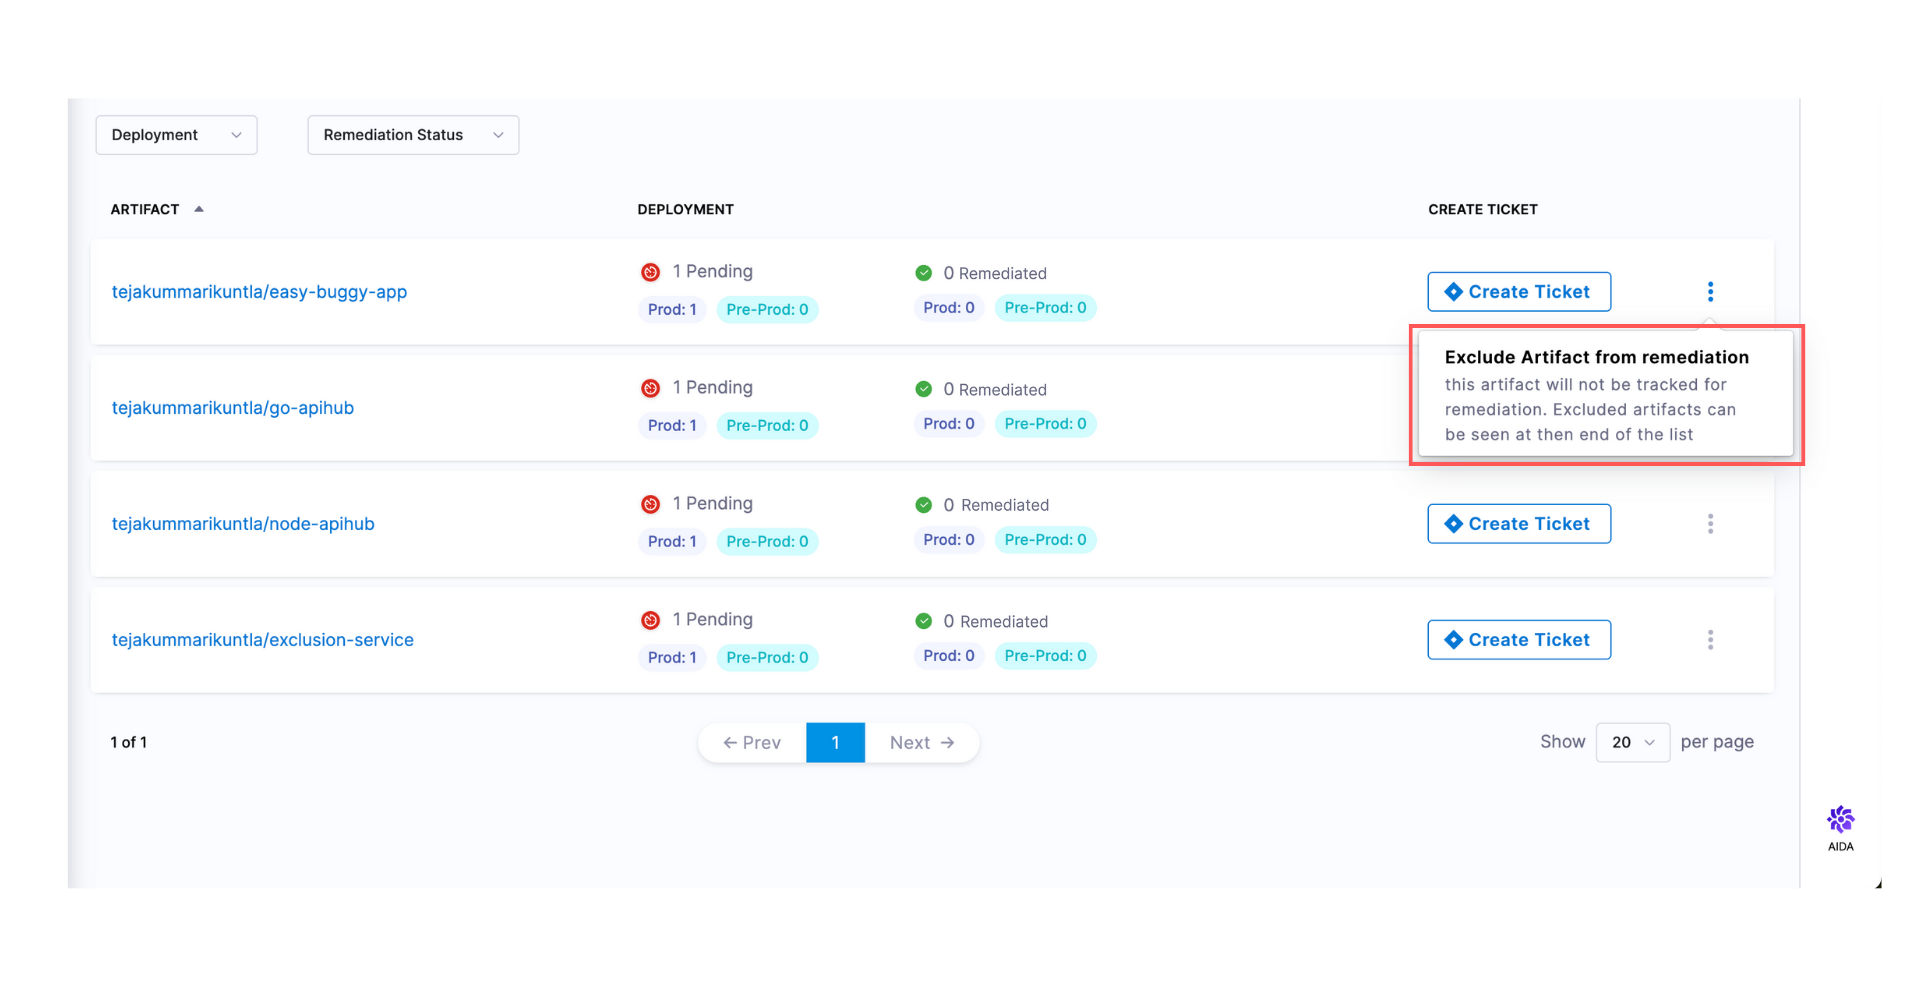 Deployment
Remediation Status
ARTIFACT
DEPLOYMENT
CREATE TICKET
tejakummarikuntla/easy-buggy-app
1 Pending
Prod: 1
Pre-Prod: 0
0 Remediated
Prod: 0
Pre-Prod: 0
Create Ticket
Exclude Artifact from remediation
this artifact will not be tracked for
remediation. Excluded artifacts can
be seen at then end of the list
tejakummarikuntla/go-apihub
1 Pending
Prod: 1
Pre-Prod: 0
0 Remediated
Prod: 0
Pre-Prod: 0
tejakummarikuntla/node-apihub
1 Pending
Prod: 1
Pre-Prod: 0
0 Remediated
Prod: 0
Pre-Prod: 0
Create Ticket
tejakummarikuntla/exclusion-service
1 Pending
Prod: 1
Pre-Prod: 0
0 Remediated
Prod: 0
Pre-Prod: 0
Create Ticket
1 of 1
← Prev
1
Next →
Show
20
per page
AIDA